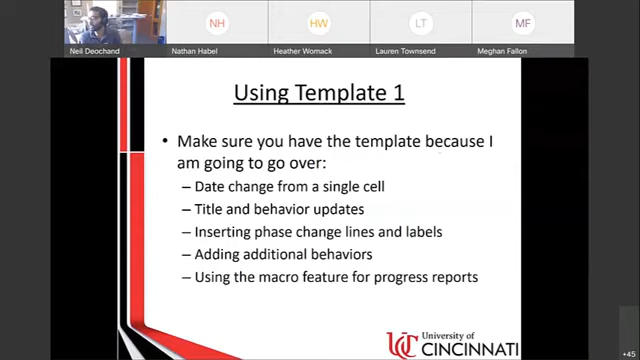 NH
HW
LT
MF
Neil Deochand
Nathan Habel
Heather Womack
Lauren Townsend
Meghan Fallon
Using Template 1
• Make sure you have the template because I
am going to go over:
– Date change from a single cell
– Title and behavior updates
– Inserting phase change lines and labels
– Adding additional behaviors
– Using the macro feature for progress reports
University of
CINCINNATI
+45